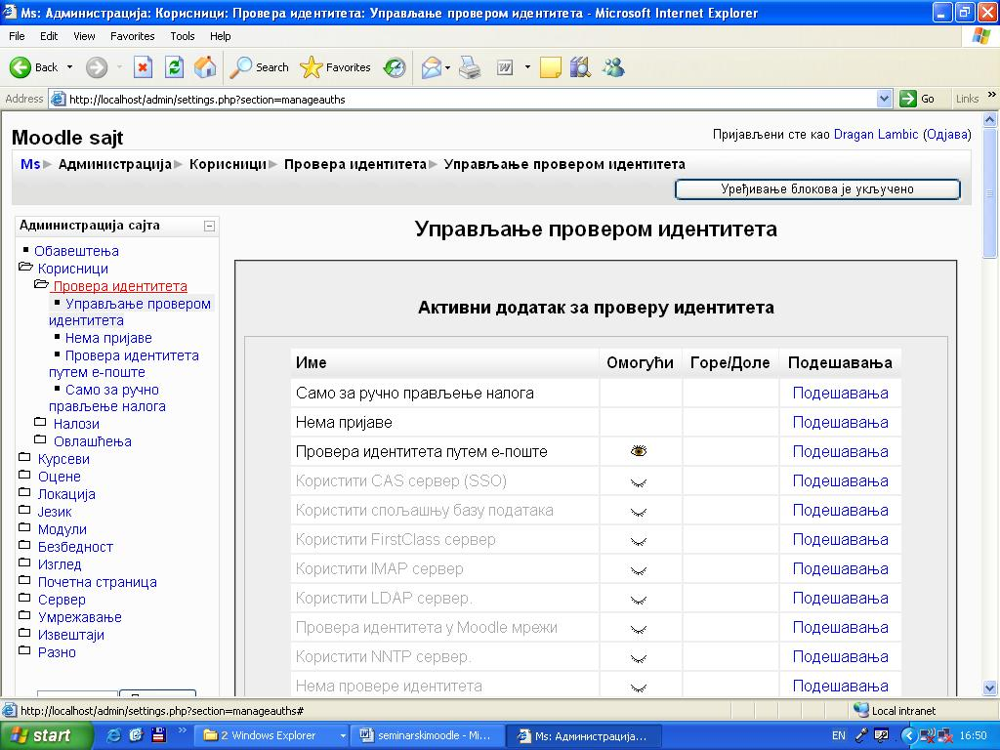 Ms: Администрација: Корисници: Провера идентитета: Управљање провером идентитета - Microsoft Internet Explorer
File Edit View Favorites Tools Help
Back Search Favorites
Address http://localhost/admin/settings.php?section=manageauths Go Links »
Moodle sajt
Пријављени сте као Dragan Lambic (Одјава)
Ms Администрација Корисници Провера идентитета Управљање провером идентитета
Уређивање блокова је укључено
Администрација сајта
Обавештења
Корисници
Провера идентитета
Управљање провером
идентитета
Нема пријаве
Провера идентитета
путем е-поште
Само за ручно
прављење налога
Налози
Овлашћења
Курсеви
Оцене
Локација
Језик
Модули
Безбедност
Изглед
Почетна страница
Сервер
Умрежавање
Извештаји
Разно
Управљање провером идентитета
Активни додатак за проверу идентитета
Име Омогући Горе/Доле Подешавања
Само за ручно прављење налога Подешавања
Нема пријаве Подешавања
Провера идентитета путем е-поште Подешавања
Користити CAS сервер (SSO) Подешавања
Користити спољашњу базу података Подешавања
Користити FirstClass сервер Подешавања
Користити IMAP сервер Подешавања
Користити LDAP сервер. Подешавања
Провера идентитета у Moodle мрежи Подешавања
Користити NNTP сервер. Подешавања
Нема провере идентитета Подешавања
http://localhost/admin/settings.php?section=manageauths# Local intranet
start » 2 Windows Explorer seminarskimoodle - Mi... Ms: Администрација... EN 16:50